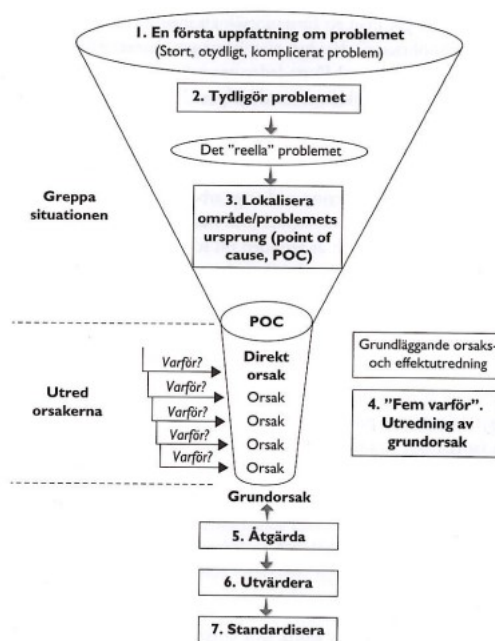 1. En första uppfattning om problemet
(Stort, otydligt, komplicerat problem)
2. Tydligör problemet
Det "reella" problemet
3. Lokalisera
område/problemets
ursprung (point of
cause, POC)
Greppa
situationen
POC
Direkt
orsak
Orsak
Orsak
Orsak
Orsak
Varför?
Varför?
Varför?
Varför?
Varför?
Utred
orsakerna
Grundläggande orsaks-
och effektutredning
4. "Fem varför".
Utredning av
grundorsak
Grundorsak
5. Åtgärda
6. Utvärdera
7. Standardisera